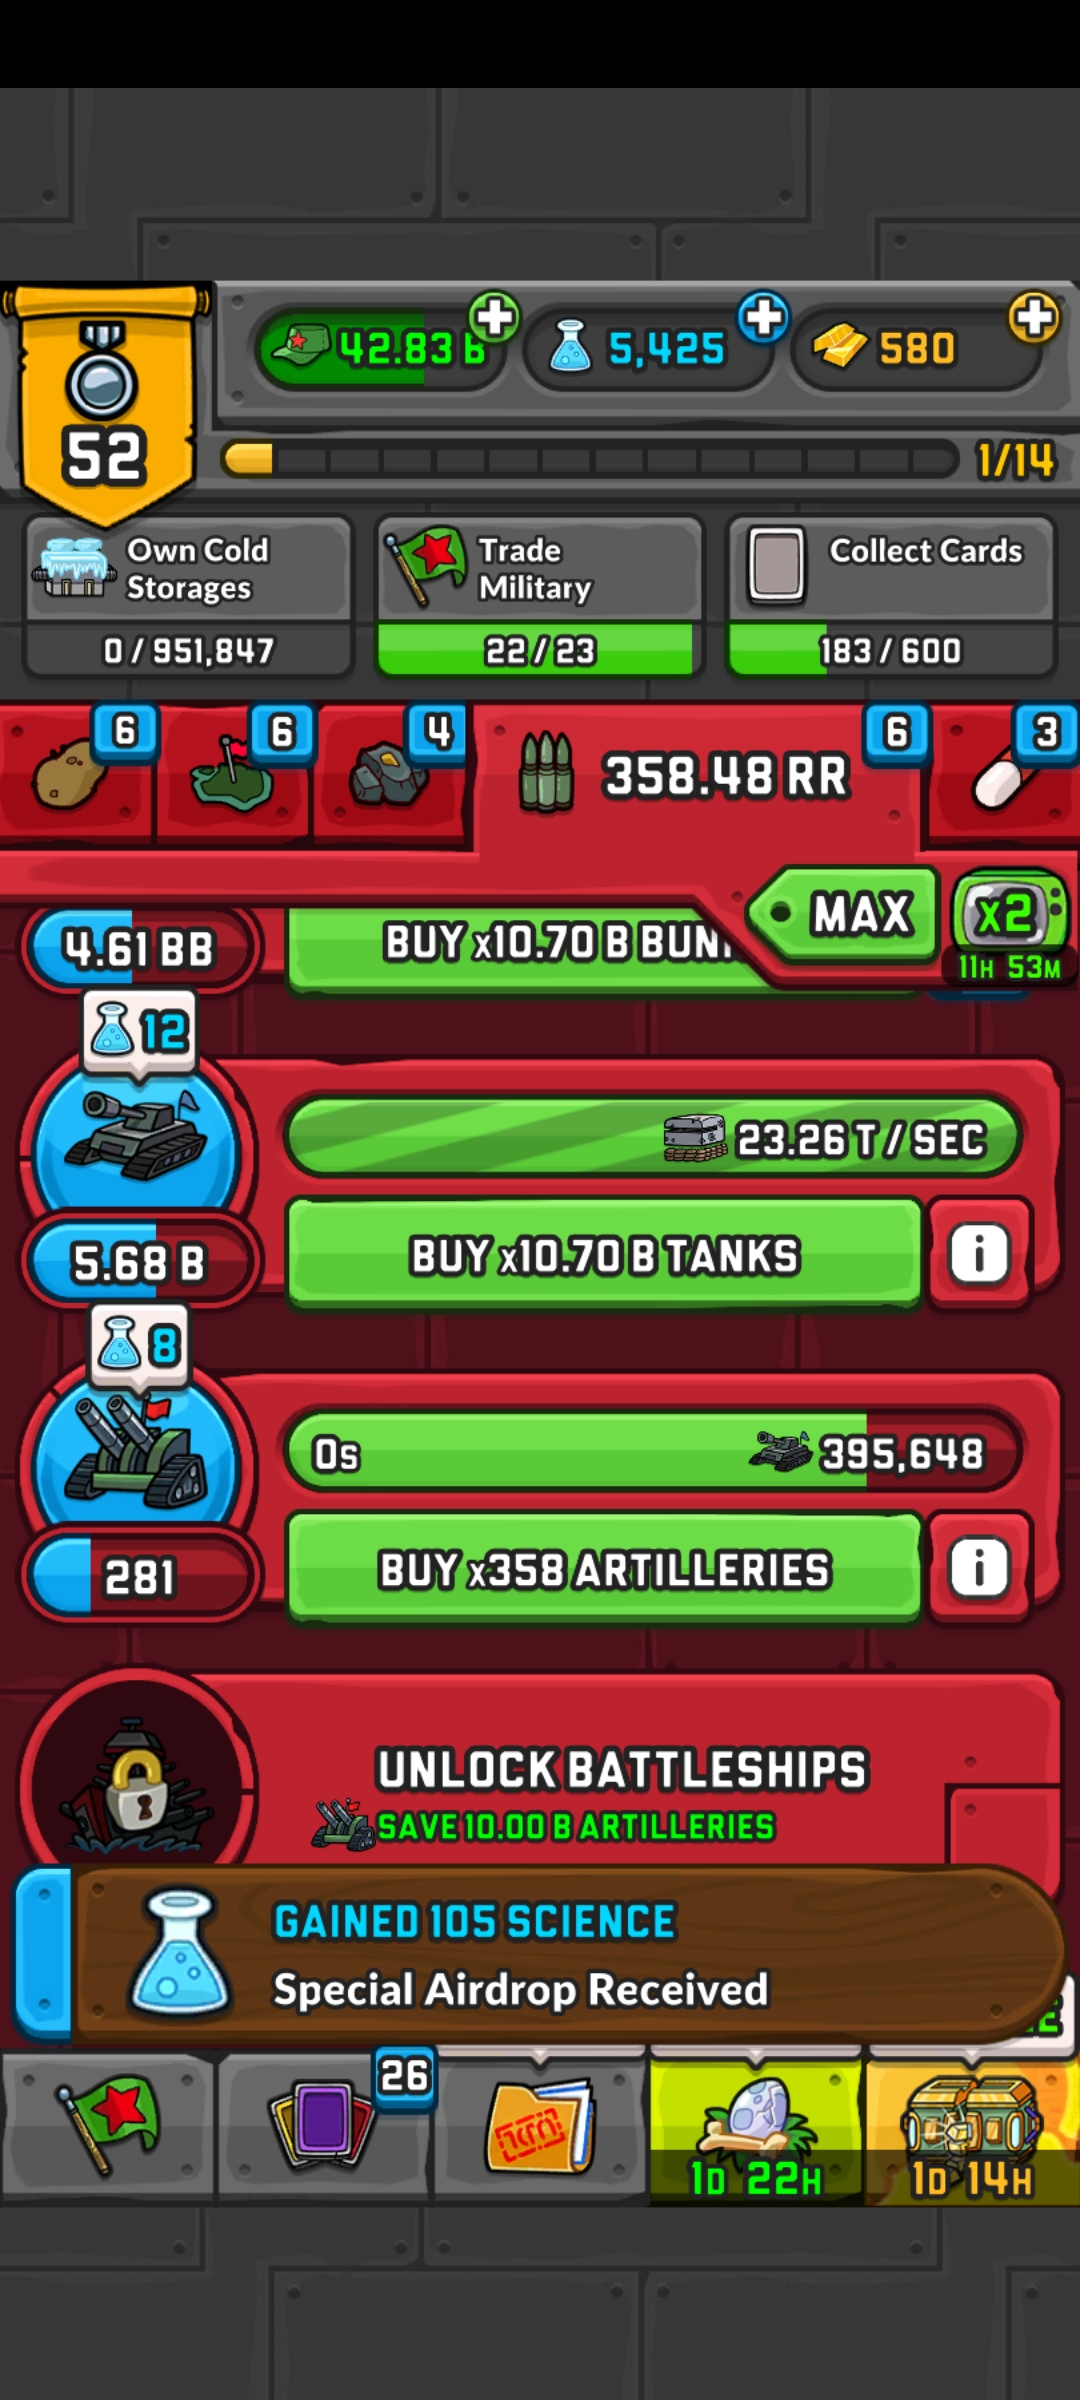 42.83 B
5,425
580
52
1/14
Own Cold
Storages
0 / 951,847
Trade
Military
22 / 23
Collect Cards
183 / 600
6
6
4
358.48 RR
6
3
MAX
x2
11H 53M
4.61 BB
BUY x10.70 B
12
23.26 T / SEC
5.68 B
BUY x10.70 B TANKS
i
8
0s
395,648
281
BUY x358 ARTILLERIES
i
UNLOCK BATTLESHIPS
SAVE 10.00 B ARTILLERIES
GAINED 105 SCIENCE
Special Airdrop Received
26
1D 22H
1D 14H